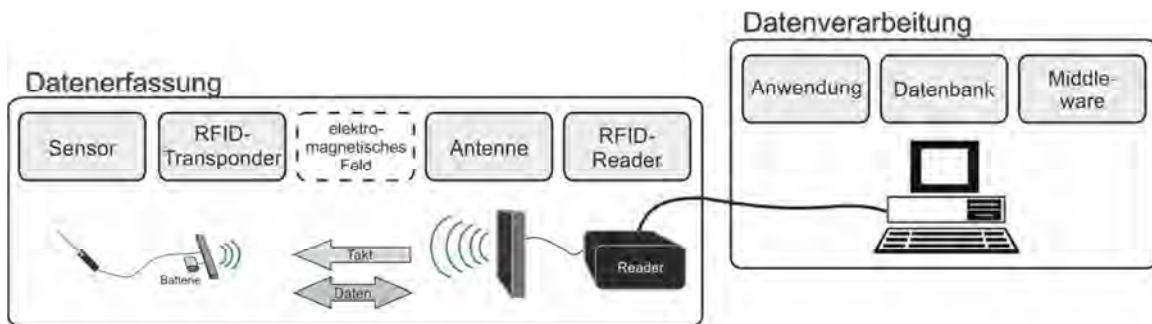 Datenerfassung
Sensor
RFID-
Transponder
elektro-
magnetisches
Feld
Antenne
RFID-
Reader
Batterie
Takt
Daten
Reader
Datenverarbeitung
Anwendung
Datenbank
Middle-
ware